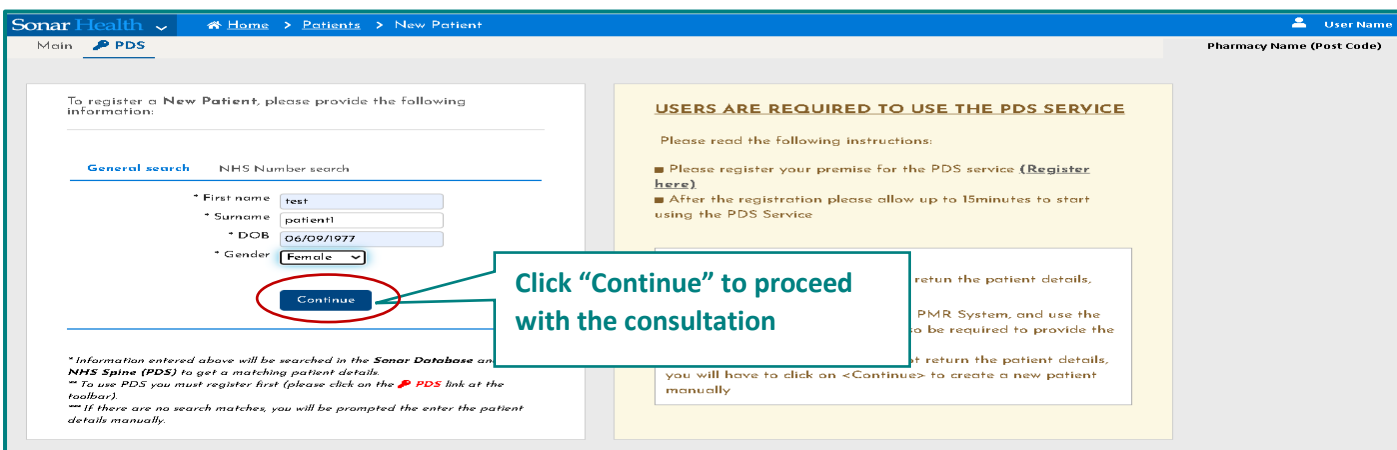 Sonar Health Home > Patients > New Patient User Name
Main PDS Pharmacy Name (Post Code)
To register a New Patient, please provide the following
information:
General search NHS Number search
* First name test
* Surname patient1
* DOB 06/09/1977
* Gender Female
Continue
* Information entered above will be searched in the Sonar Database an
NHS Spine (PDS) to get a matching patient details.
** To use PDS you must register first (please click on the PDS link at the
toolbar).
*** If there are no search matches, you will be prompted the enter the patient
details manually.
Click “Continue” to proceed
with the consultation
USERS ARE REQUIRED TO USE THE PDS SERVICE
Please read the following instructions:
Please register your premise for the PDS service (Register
here)
After the registration please allow up to 15minutes to start
using the PDS Service
retun the patient details,
PMR System, and use the
o be required to provide the
t return the patient details,
you will have to click on <Continue> to create a new patient
manually